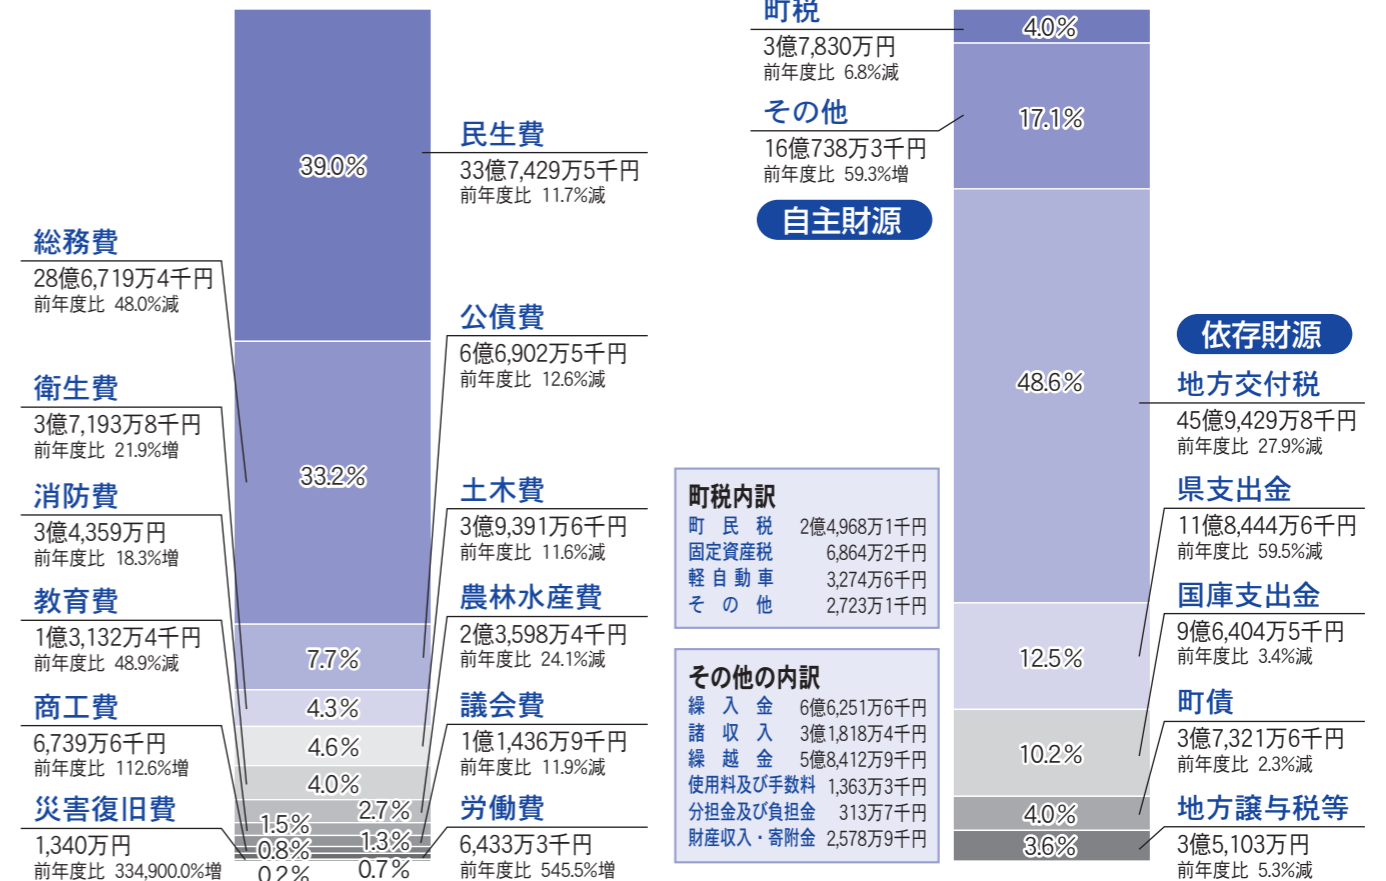 39.0%
33.2%
7.7%
4.3%
4.6%
4.0%
2.7%
1.5%
1.3%
0.8%
0.7%
0.2%
総務費
28億6,719万4千円
前年度比 48.0%減
衛生費
3億7,193万8千円
前年度比 21.9%増
消防費
3億4,359万円
前年度比 18.3%増
教育費
1億3,132万4千円
前年度比 48.9%減
商工費
6,739万6千円
前年度比 112.6%増
災害復旧費
1,340万円
前年度比 334,900.0%増
民生費
33億7,429万5千円
前年度比 11.7%減
公債費
6億6,902万5千円
前年度比 12.6%減
土木費
3億9,391万6千円
前年度比 11.6%減
農林水産費
2億3,598万4千円
前年度比 24.1%減
議会費
1億1,436万9千円
前年度比 11.9%減
労働費
6,433万3千円
前年度比 545.5%増
町税
3億7,830万円
前年度比 6.8%減
その他
16億738万3千円
前年度比 59.3%増
自主財源
4.0%
17.1%
48.6%
12.5%
10.2%
4.0%
3.6%
依存財源
地方交付税
45億9,429万8千円
前年度比 27.9%減
県支出金
11億8,444万6千円
前年度比 59.5%減
国庫支出金
9億6,404万5千円
前年度比 3.4%減
町債
3億7,321万6千円
前年度比 2.3%減
地方譲与税等
3億5,103万円
前年度比 5.3%減
町税内訳
町民税 2億4,968万1千円
固定資産税 6,864万2千円
軽自動車 3,274万6千円
その他 2,723万1千円
その他の内訳
繰入金 6億6,251万6千円
諸収入 3億1,818万4千円
繰越金 5億8,412万9千円
使用料及び手数料 1,363万3千円
分担金及び負担金 313万7千円
財産収入・寄附金 2,578万9千円